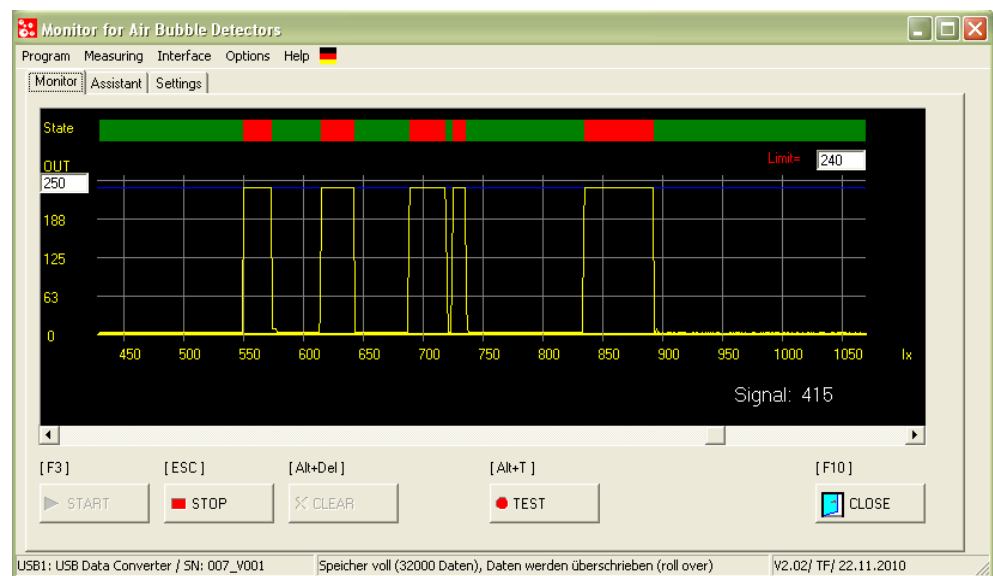 Monitor for Air Bubble Detectors
Program Measuring Interface Options Help
Monitor Assistant Settings
State
Limit= 240
OUT
250
188
125
63
0
450 500 550 600 650 700 750 800 850 900 950 1000 1050 lx
Signal: 415
[F3] [ESC] [Alt+Del] [Alt+T] [F10]
START STOP CLEAR TEST CLOSE
USB1: USB Data Converter / SN: 007_V001 Speicher voll (32000 Daten), Daten werden überschrieben (roll over) V2.02/ TF/ 22.11.2010